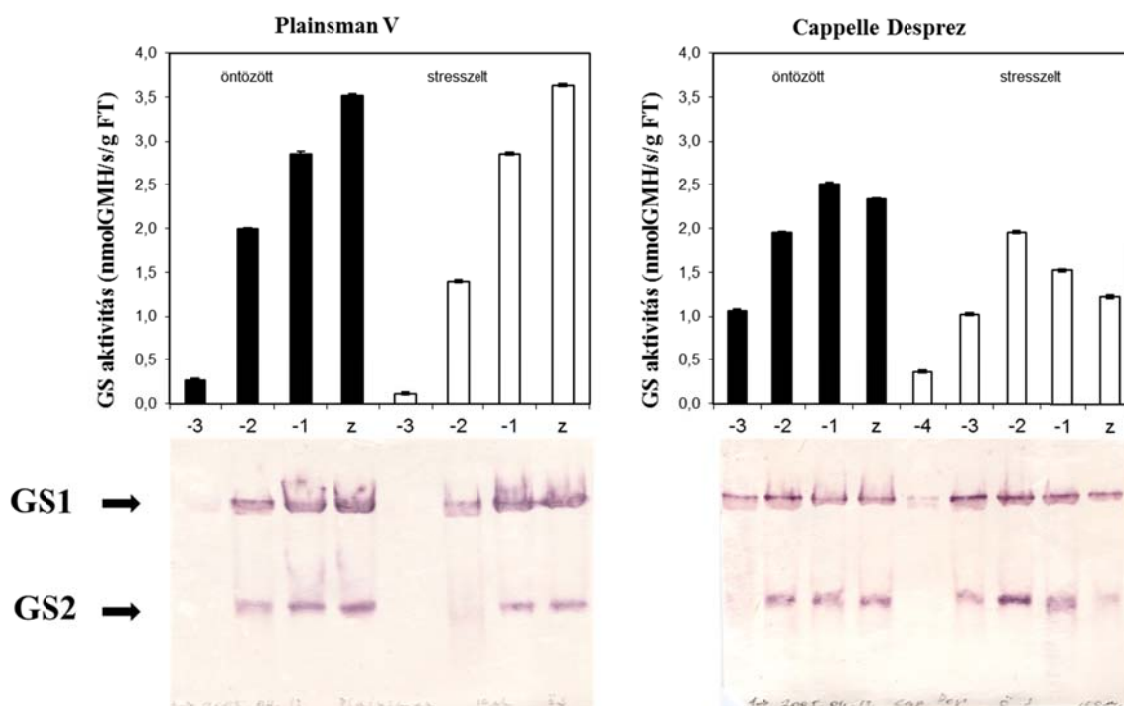 Plainsman V
GS aktivitás (nmolGMH/s/g FT)
4,0
3,5
3,0
2,5
2,0
1,5
1,0
0,5
0,0
öntözött
stresszelt
-3 -2 -1 z -3 -2 -1 z
Cappelle Desprez
GS aktivitás (nmolGMH/s/g FT)
4,0
3,5
3,0
2,5
2,0
1,5
1,0
0,5
0,0
öntözött
stresszelt
-3 -2 -1 z -4 -3 -2 -1 z
GS1
GS2